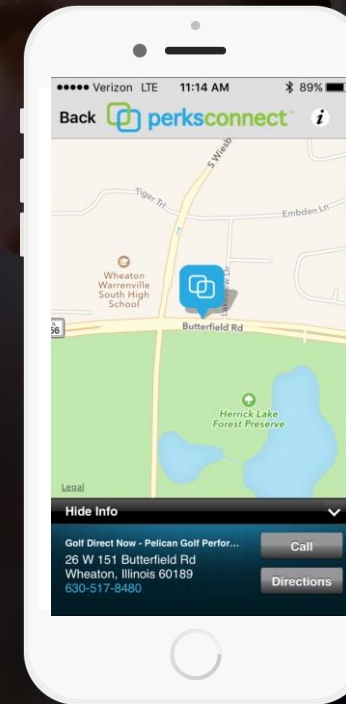 ●●●●● Verizon LTE 11:14 AM 89%
Back perksconnect™ i
S Wiesb
Tiger Trl
Embden Ln
Wheaton
Warrenville
South High
School
56
Butterfield Rd
Herrick Lake
Forest Preserve
Legal
Hide Info
Golf Direct Now - Pelican Golf Perfor...
Call
26 W 151 Butterfield Rd
Wheaton, Illinois 60189
Directions
630-517-8480